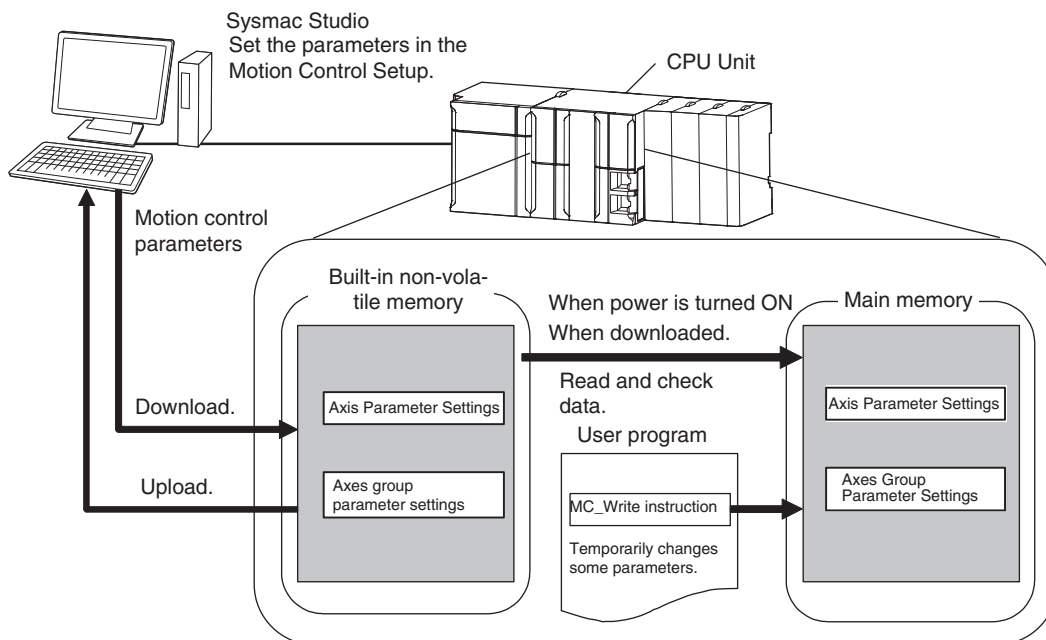 Sysmac Studio
Set the parameters in the
Motion Control Setup.
CPU Unit
Motion control
parameters
Built-in non-vola-
tile memory
When power is turned ON
When downloaded.
Main memory
Read and check
data.
Axis Parameter Settings
Axis Parameter Settings
Download.
User program
Upload.
Axes group
parameter settings
MC_Write instruction
Axes Group
Parameter Settings
Temporarily changes
some parameters.